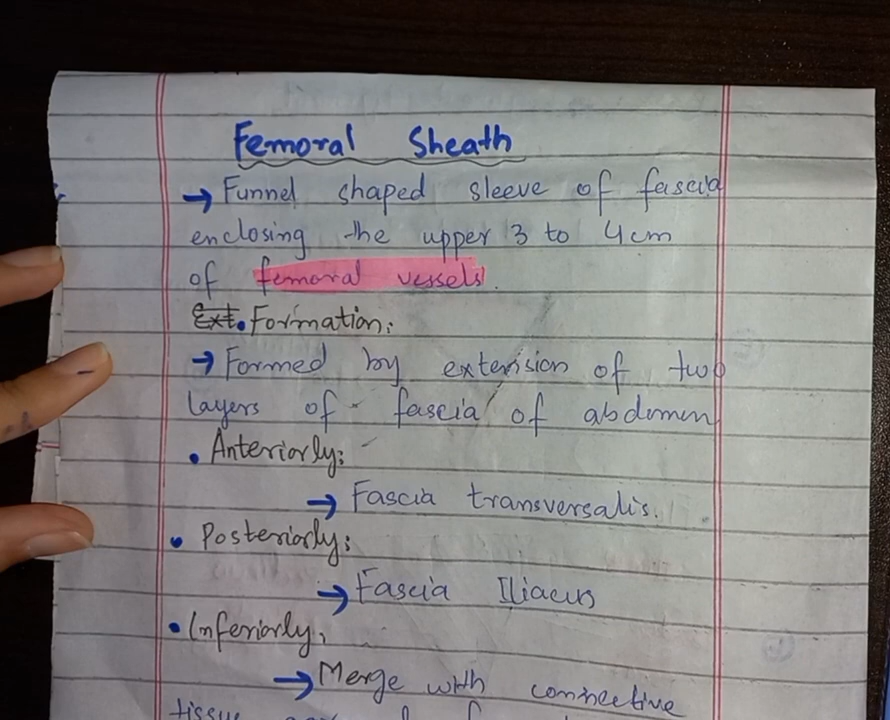 Femoral Sheath
→ Funnel shaped sleeve of fascia
enclosing the upper 3 to 4cm
of femoral vessels.
Ext. Formation:
→ Formed by extension of two
layers of fascia of abdomen
• Anteriorly:
→ Fascia transversalis.
• Posteriorly:
→ Fascia Iliacus
• Inferiorly:
→ Merge with connective
tissue